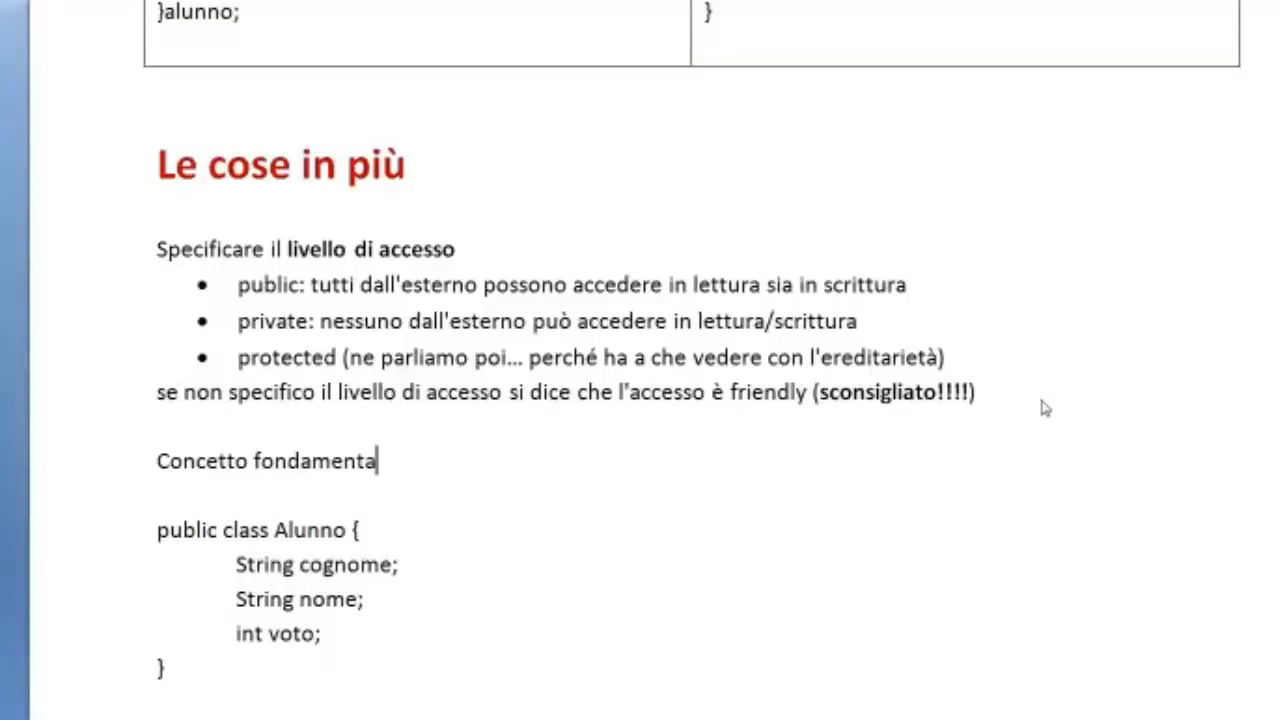 }alunno;
}
Le cose in più
Specificare il livello di accesso
• public: tutti dall'esterno possono accedere in lettura sia in scrittura
• private: nessuno dall'esterno può accedere in lettura/scrittura
• protected (ne parliamo poi... perché ha a che vedere con l'ereditarietà)
se non specifico il livello di accesso si dice che l'accesso è friendly (sconsigliato!!!!)
Concetto fondamenta
public class Alunno {
String cognome;
String nome;
int voto;
}